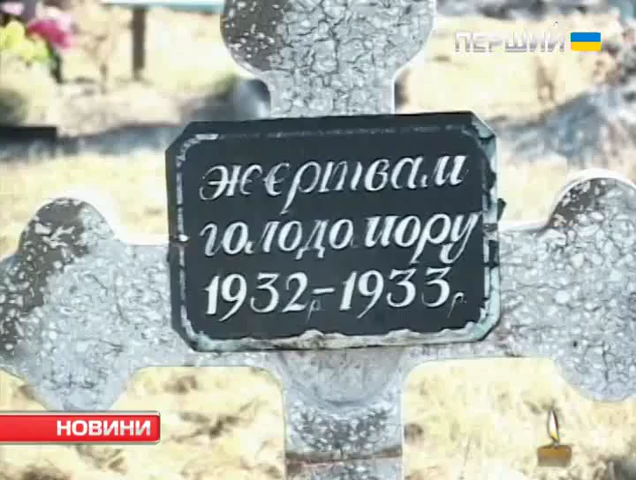 ПЕРШИЙ
жертвам
голодомору
1932р-1933р.
НОВИНИ